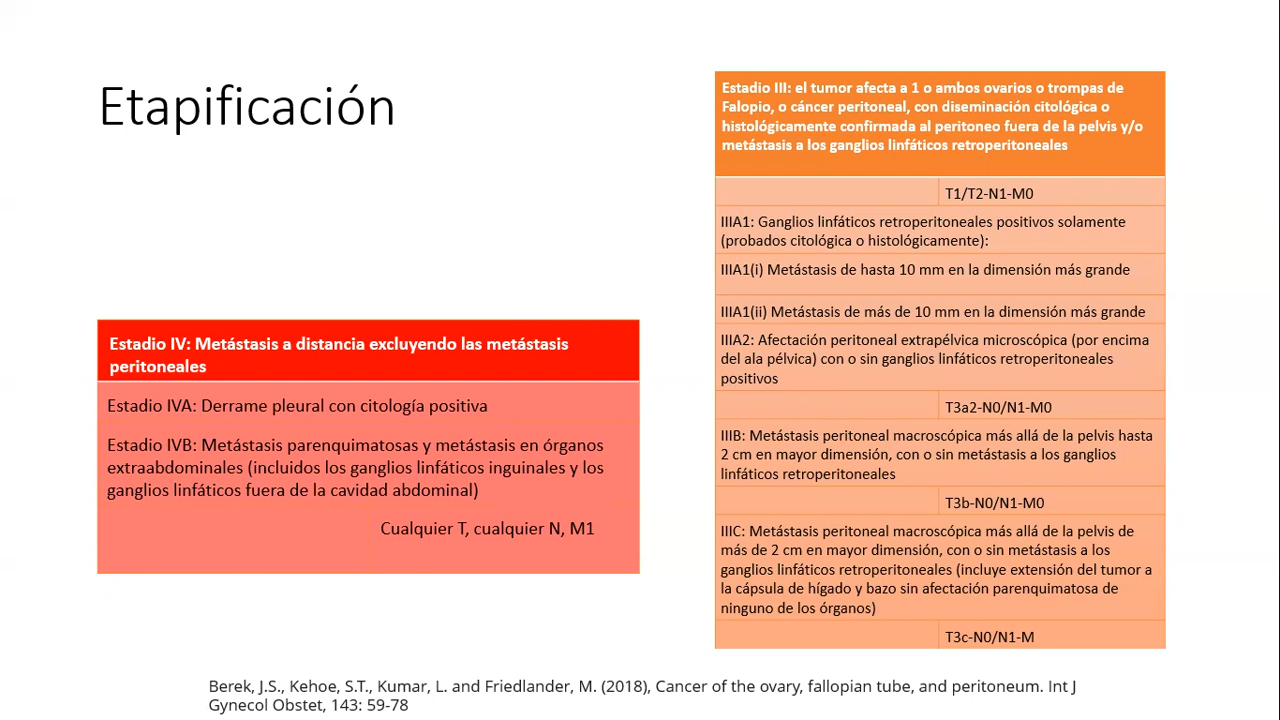 Etapificación
Estadio IV: Metástasis a distancia excluyendo las metástasis
peritoneales
Estadio IVA: Derrame pleural con citología positiva
Estadio IVB: Metástasis parenquimatosas y metástasis en órganos
extraabdominales (incluidos los ganglios linfáticos inguinales y los
ganglios linfáticos fuera de la cavidad abdominal)
Cualquier T, cualquier N, M1
Estadio III: el tumor afecta a 1 o ambos ovarios o trompas de
Falopio, o cáncer peritoneal, con diseminación citológica o
histológicamente confirmada al peritoneo fuera de la pelvis y/o
metástasis a los ganglios linfáticos retroperitoneales
T1/T2-N1-M0
IIIA1: Ganglios linfáticos retroperitoneales positivos solamente
(probados citológica o histológicamente):
IIIA1(i) Metástasis de hasta 10 mm en la dimensión más grande
IIIA1(ii) Metástasis de más de 10 mm en la dimensión más grande
IIIA2: Afectación peritoneal extrapélvica microscópica (por encima
del ala pélvica) con o sin ganglios linfáticos retroperitoneales
positivos
T3a2-N0/N1-M0
IIIB: Metástasis peritoneal macroscópica más allá de la pelvis hasta
2 cm en mayor dimensión, con o sin metástasis a los ganglios
linfáticos retroperitoneales
T3b-N0/N1-M0
IIIC: Metástasis peritoneal macroscópica más allá de la pelvis de
más de 2 cm en mayor dimensión, con o sin metástasis a los
ganglios linfáticos retroperitoneales (incluye extensión del tumor a
la cápsula de hígado y bazo sin afectación parenquimatosa de
ninguno de los órganos)
T3c-N0/N1-M
Berek, J.S., Kehoe, S.T., Kumar, L. and Friedlander, M. (2018), Cancer of the ovary, fallopian tube, and peritoneum. Int J
Gynecol Obstet, 143: 59-78